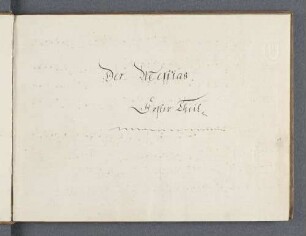 Der Messias.
Erster Theil.